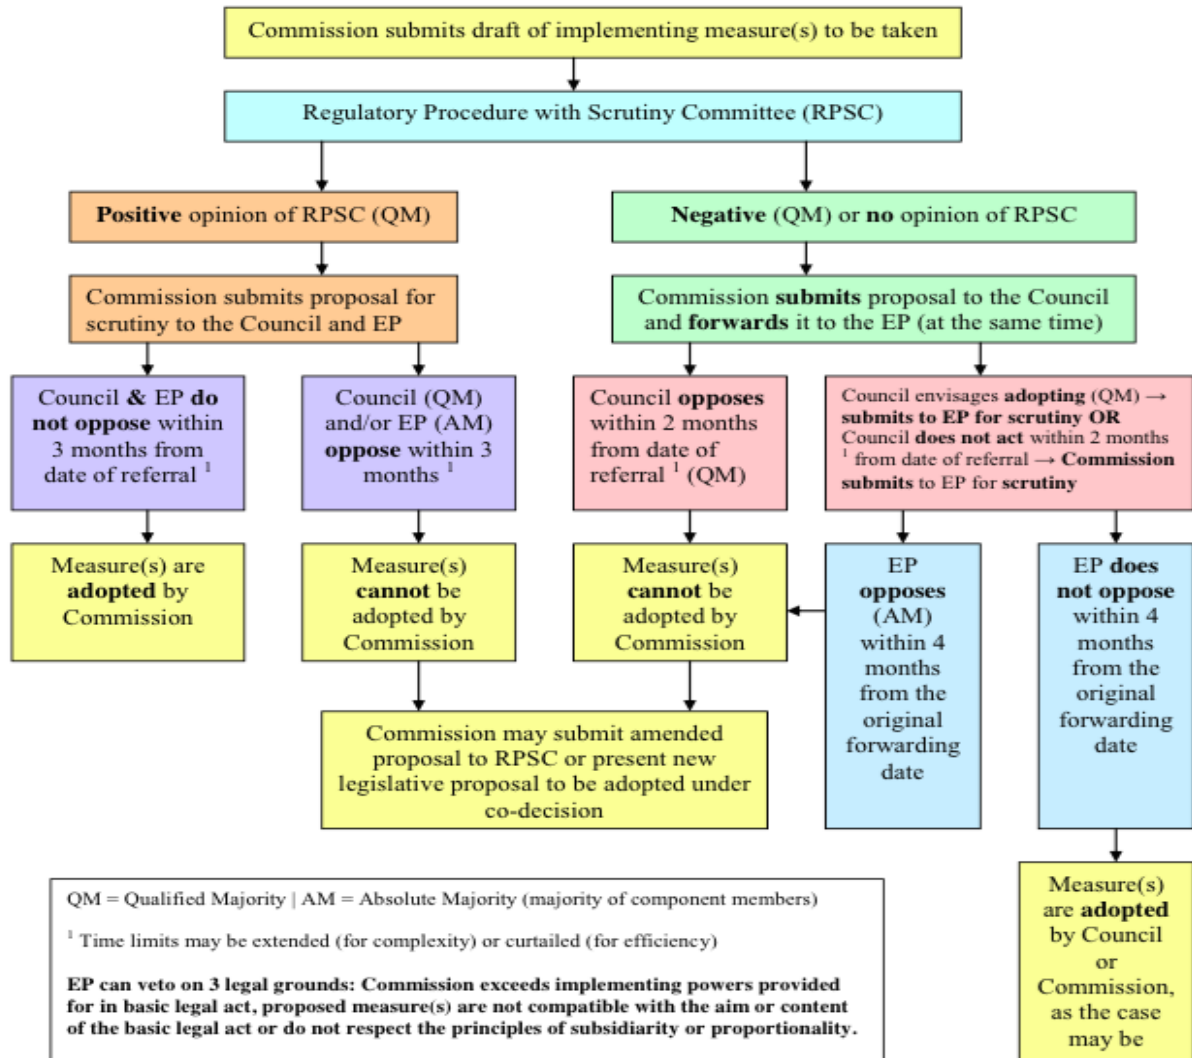 Commission submits draft of implementing measure(s) to be taken
Regulatory Procedure with Scrutiny Committee (RPSC)
Positive opinion of RPSC (QM)
Negative (QM) or no opinion of RPSC
Commission submits proposal for
scrutiny to the Council and EP
Commission submits proposal to the Council
and forwards it to the EP (at the same time)
Council & EP do
not oppose within
3 months from
date of referral ¹
Council (QM)
and/or EP (AM)
oppose within 3
months ¹
Council opposes
within 2 months
from date of
referral ¹ (QM)
Council envisages adopting (QM) →
submits to EP for scrutiny OR
Council does not act within 2 months
¹ from date of referral → Commission
submits to EP for scrutiny
Measure(s) are
adopted by
Commission
Measure(s)
cannot be
adopted by
Commission
Measure(s)
cannot be
adopted by
Commission
EP
opposes
(AM)
within 4
months
from the
original
forwarding
date
EP does
not oppose
within 4
months
from the
original
forwarding
date
Commission may submit amended
proposal to RPSC or present new
legislative proposal to be adopted under
co-decision
Measure(s)
are adopted
by Council
or
Commission,
as the case
may be
QM = Qualified Majority | AM = Absolute Majority (majority of component members)
¹ Time limits may be extended (for complexity) or curtailed (for efficiency)
EP can veto on 3 legal grounds: Commission exceeds implementing powers provided
for in basic legal act, proposed measure(s) are not compatible with the aim or content
of the basic legal act or do not respect the principles of subsidiarity or proportionality.